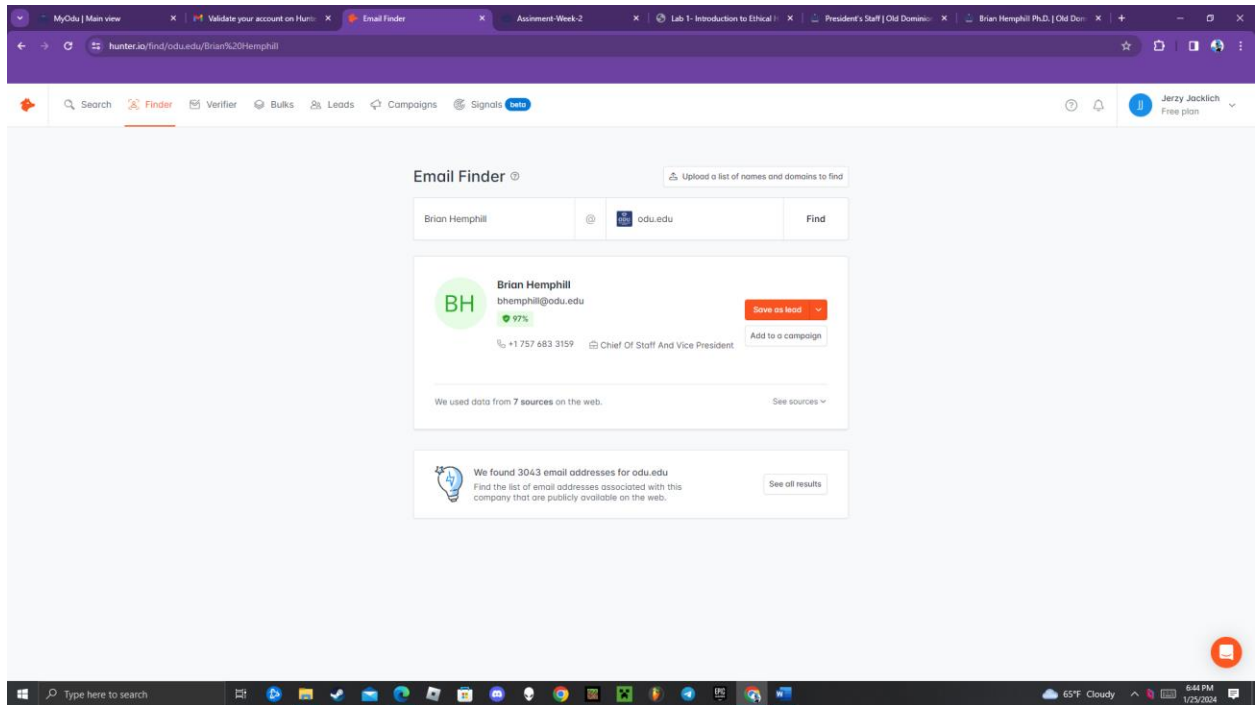 MyOdu | Main view
Validate your account on Hunt
Email Finder
Assinment-Week-2
Lab 1- Introduction to Ethical H
President's Staff | Old Dominion
Brian Hemphill Ph.D. | Old Dom
hunter.io/find/odu.edu/Brian%20Hemphill
Search
Finder
Verifier
Bulks
Leads
Campaigns
Signals beta
JJ
Jerzy Jacklich
Free plan
Email Finder
Upload a list of names and domains to find
Brian Hemphill @ odu.edu Find
BH
Brian Hemphill
bhemphill@odu.edu
97%
+1 757 683 3159
Chief Of Staff And Vice President
Save as lead
Add to a campaign
We used data from 7 sources on the web.
See sources
We found 3043 email addresses for odu.edu
Find the list of email addresses associated with this
company that are publicly available on the web.
See all results
Type here to search
EPIC
65°F Cloudy
6:44 PM
1/25/2024